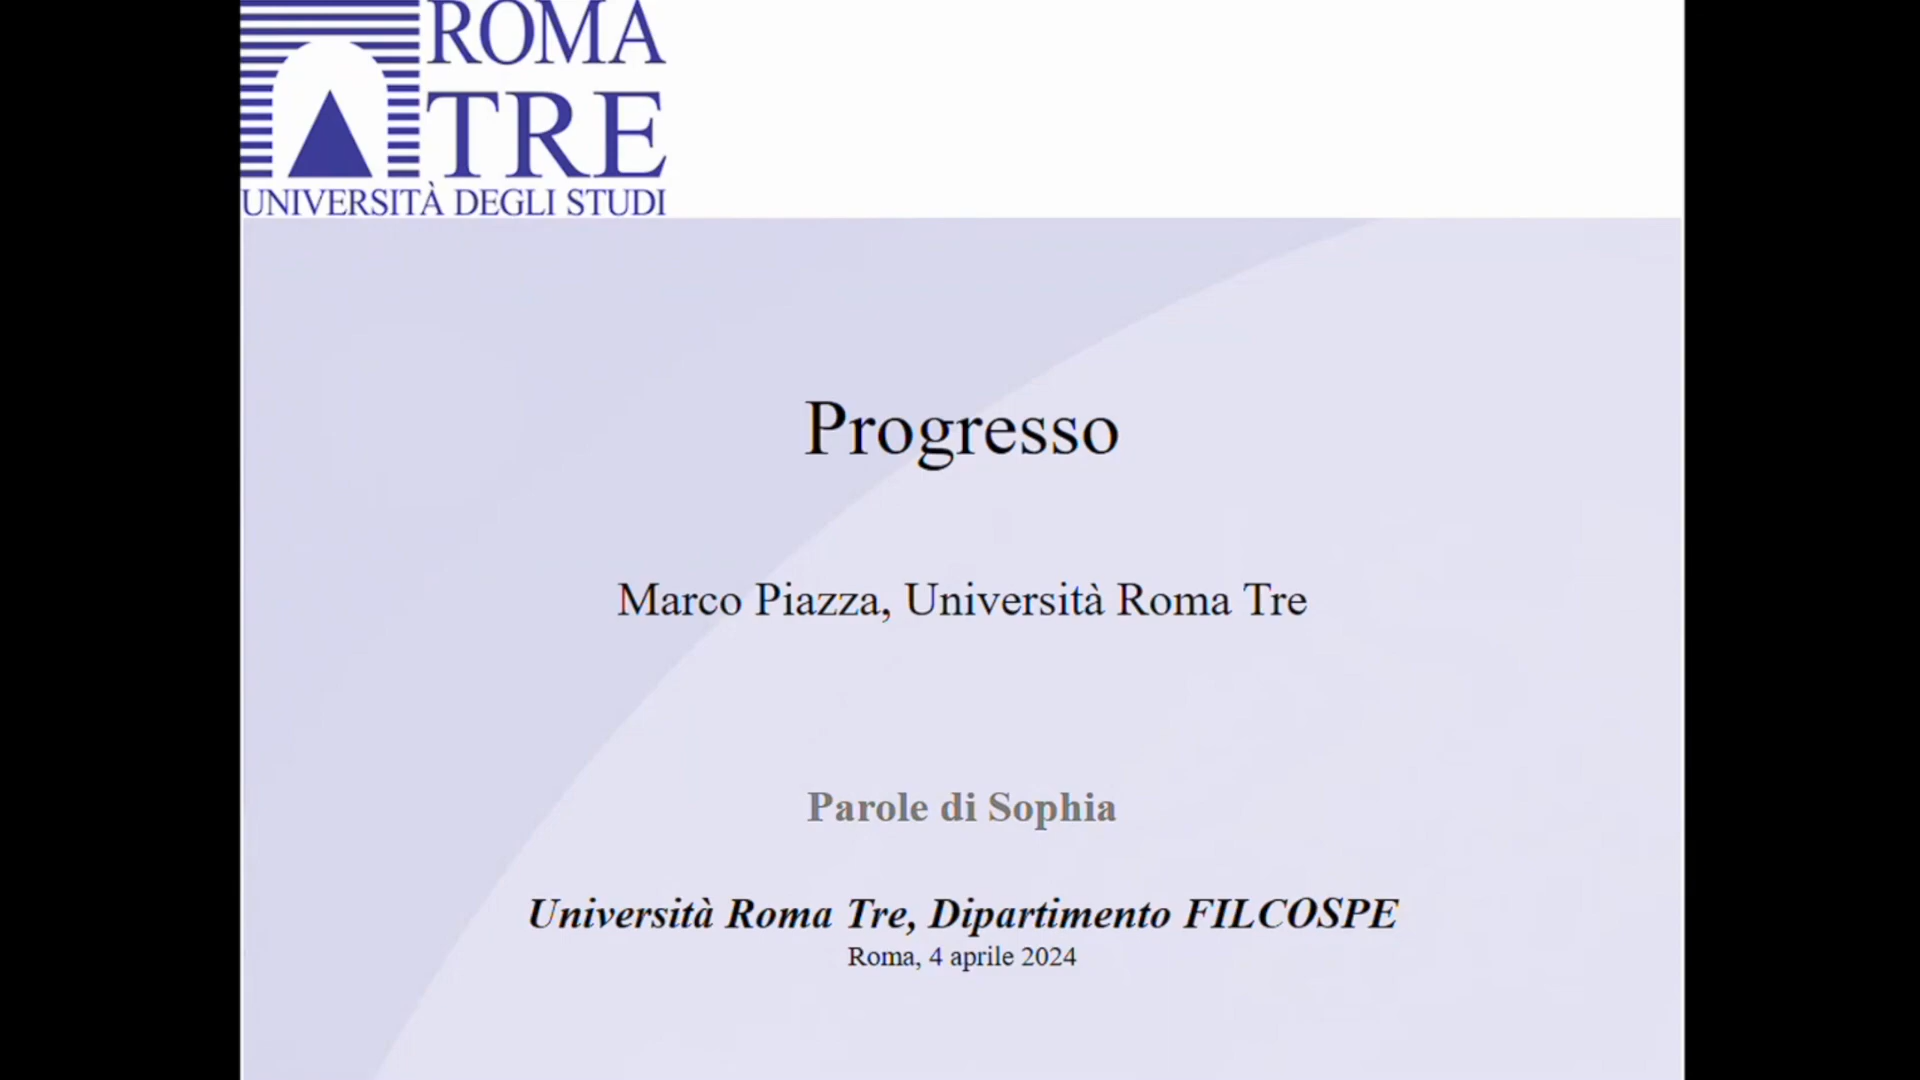 ROMA
TRE
UNIVERSITÀ DEGLI STUDI
Progresso
Marco Piazza, Università Roma Tre
Parole di Sophia
Università Roma Tre, Dipartimento FILCOSPE
Roma, 4 aprile 2024